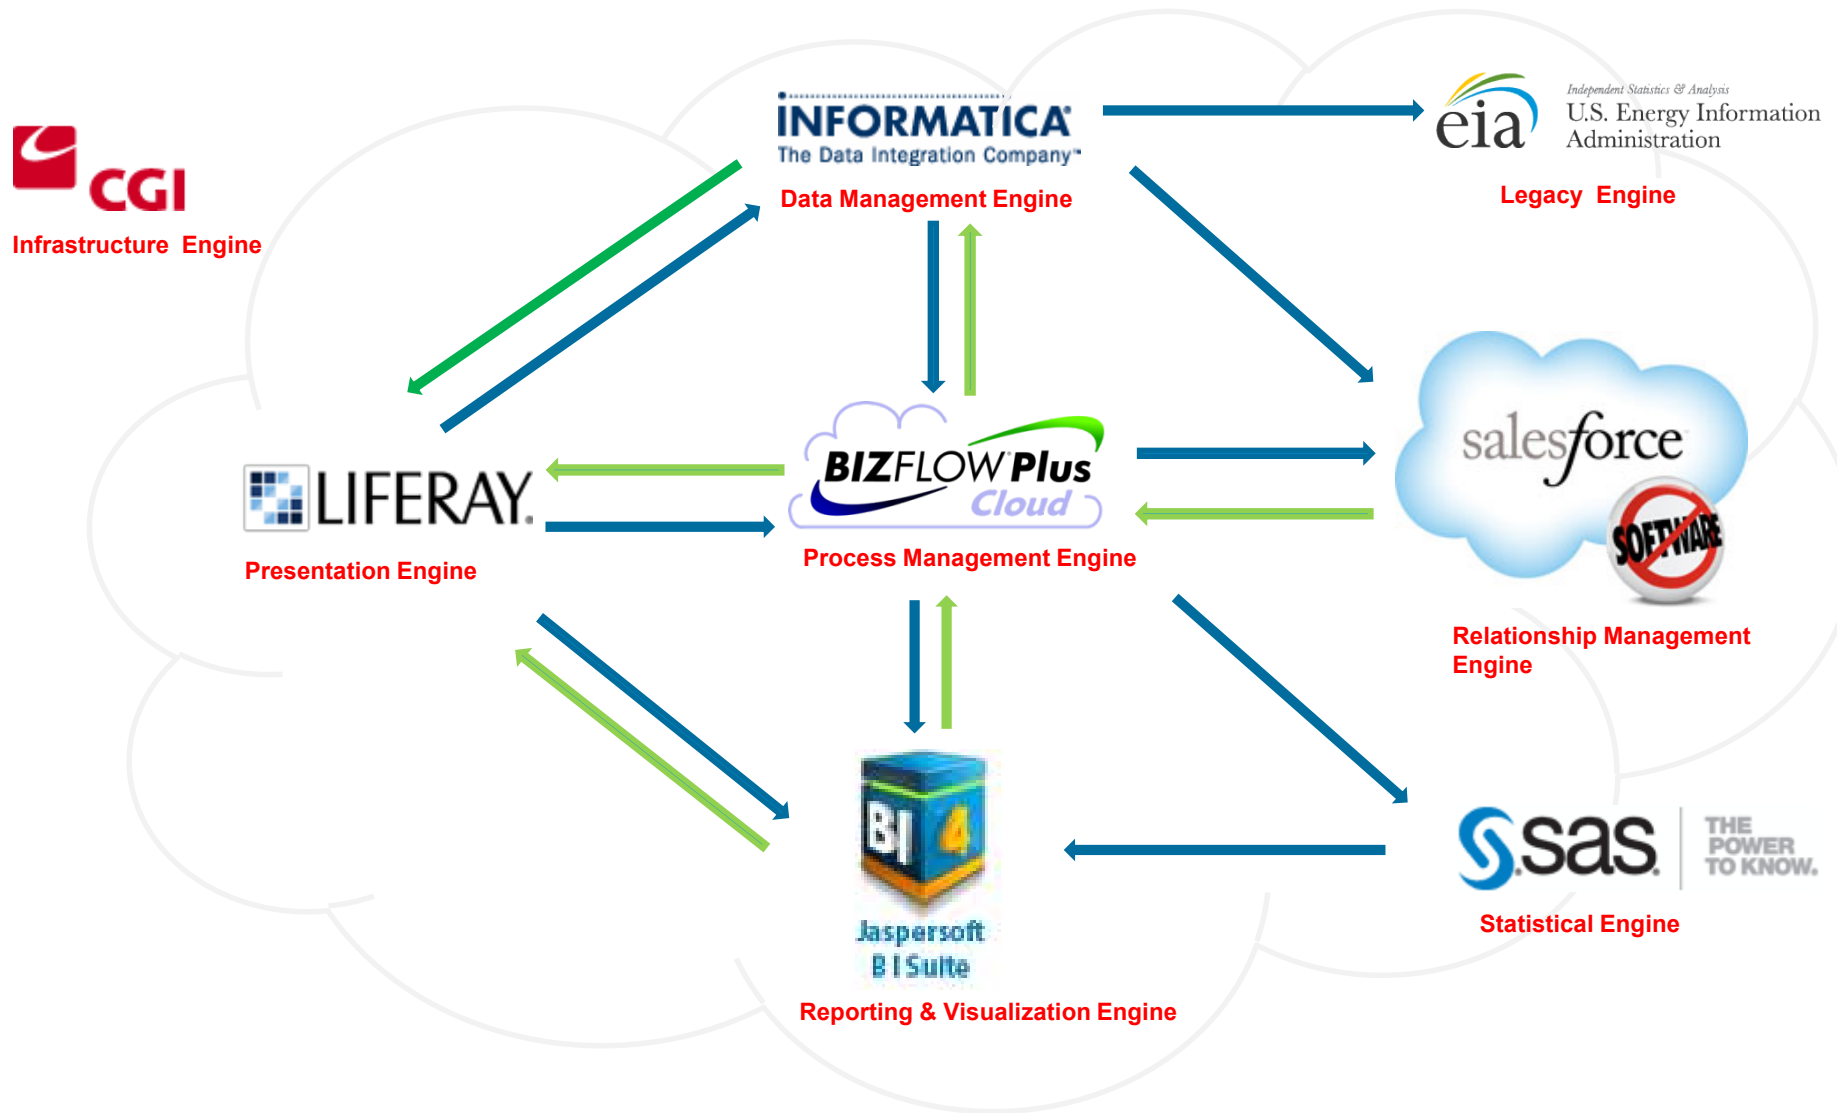 CGI
Infrastructure Engine
INFORMATICA®
The Data Integration Company™
Data Management Engine
eia
Independent Statistics & Analysis
U.S. Energy Information
Administration
Legacy Engine
LIFERAY.
Presentation Engine
BIZFLOW Plus
Cloud
Process Management Engine
salesforce
SOFTWARE
Relationship Management
Engine
BI 4
Jaspersoft
BI Suite
Reporting & Visualization Engine
sas
THE
POWER
TO KNOW.
Statistical Engine